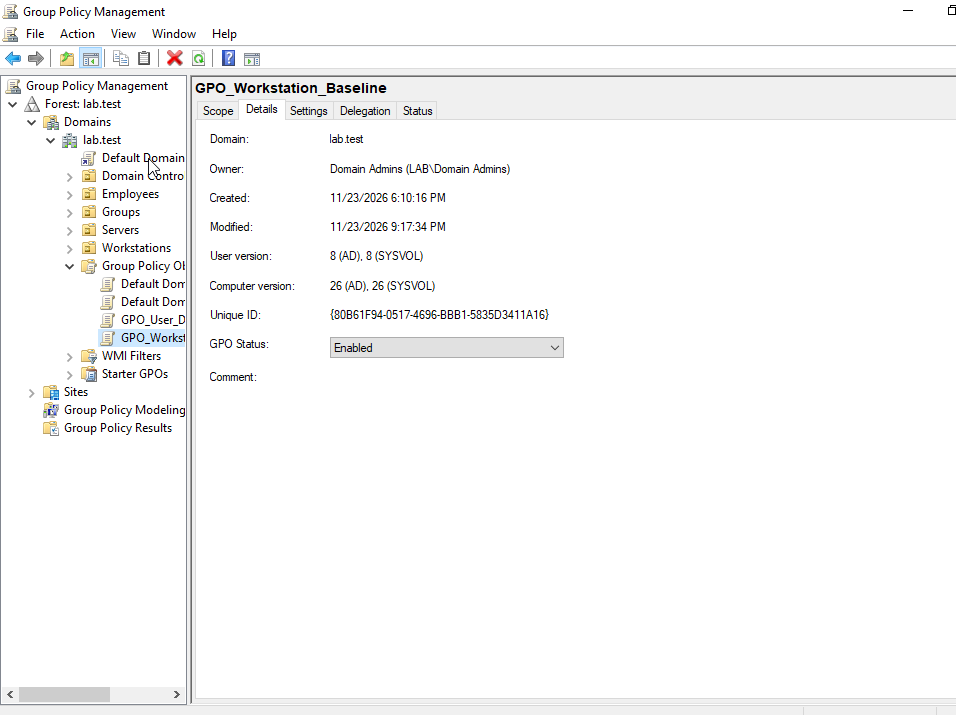 Group Policy Management
File Action View Window Help
Group Policy Management
Forest: lab.test
Domains
lab.test
Default Domain
Domain Contro
Employees
Groups
Servers
Workstations
Group Policy Ob
Default Dom
Default Dom
GPO_User_D
GPO_Workst
WMI Filters
Starter GPOs
Sites
Group Policy Modeling
Group Policy Results
GPO_Workstation_Baseline
Scope Details Settings Delegation Status
Domain: lab.test
Owner: Domain Admins (LAB\Domain Admins)
Created: 11/23/2026 6:10:16 PM
Modified: 11/23/2026 9:17:34 PM
User version: 8 (AD), 8 (SYSVOL)
Computer version: 26 (AD), 26 (SYSVOL)
Unique ID: {80B61F94-0517-4696-BBB1-5835D3411A16}
GPO Status: Enabled
Comment: